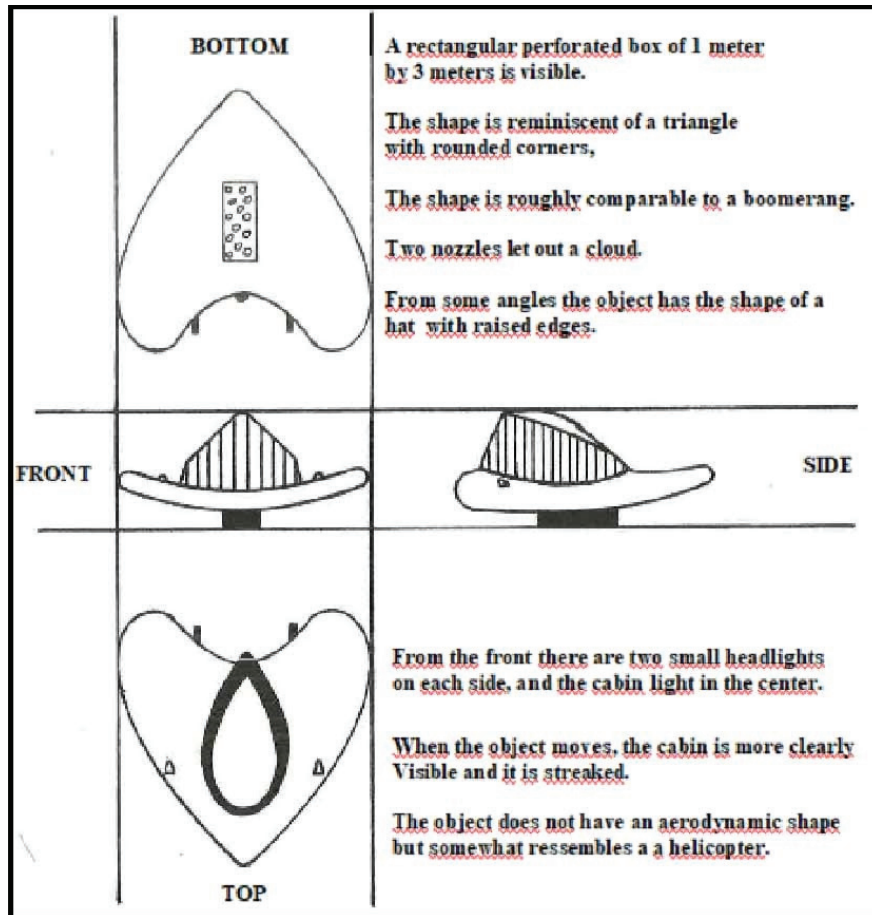 BOTTOM
A rectangular perforated box of 1 meter
by 3 meters is visible.
The shape is reminiscent of a triangle
with rounded corners,
The shape is roughly comparable to a boomerang.
Two nozzles let out a cloud.
From some angles the object has the shape of a
hat with raised edges.
FRONT
SIDE
From the front there are two small headlights
on each side, and the cabin light in the center.
When the object moves, the cabin is more clearly
Visible and it is streaked.
The object does not have an aerodynamic shape
but somewhat ressembles a a helicopter.
TOP